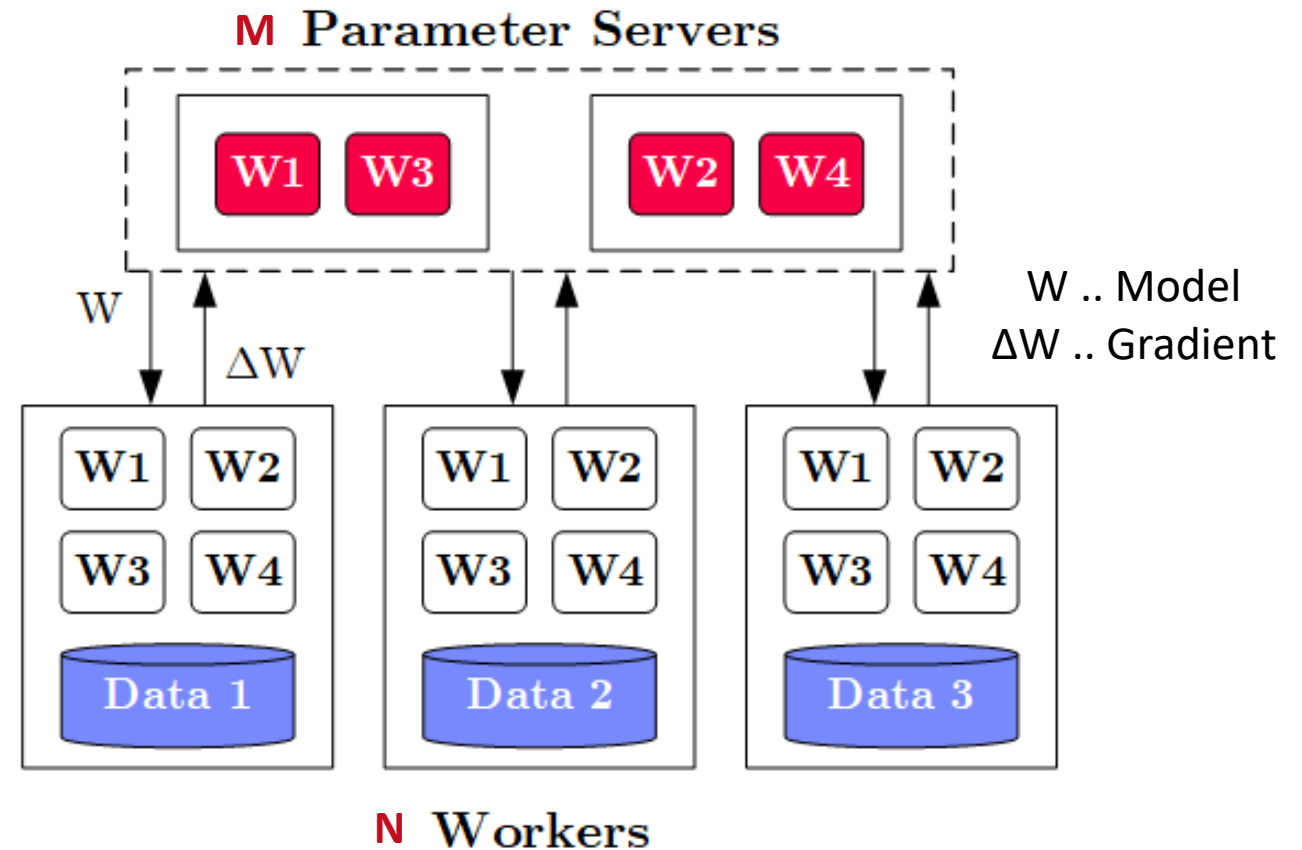 M Parameter Servers
W1 W3 W2 W4
W
ΔW
W .. Model
ΔW .. Gradient
W1 W2 W1 W2 W1 W2
W3 W4 W3 W4 W3 W4
Data 1 Data 2 Data 3
N Workers